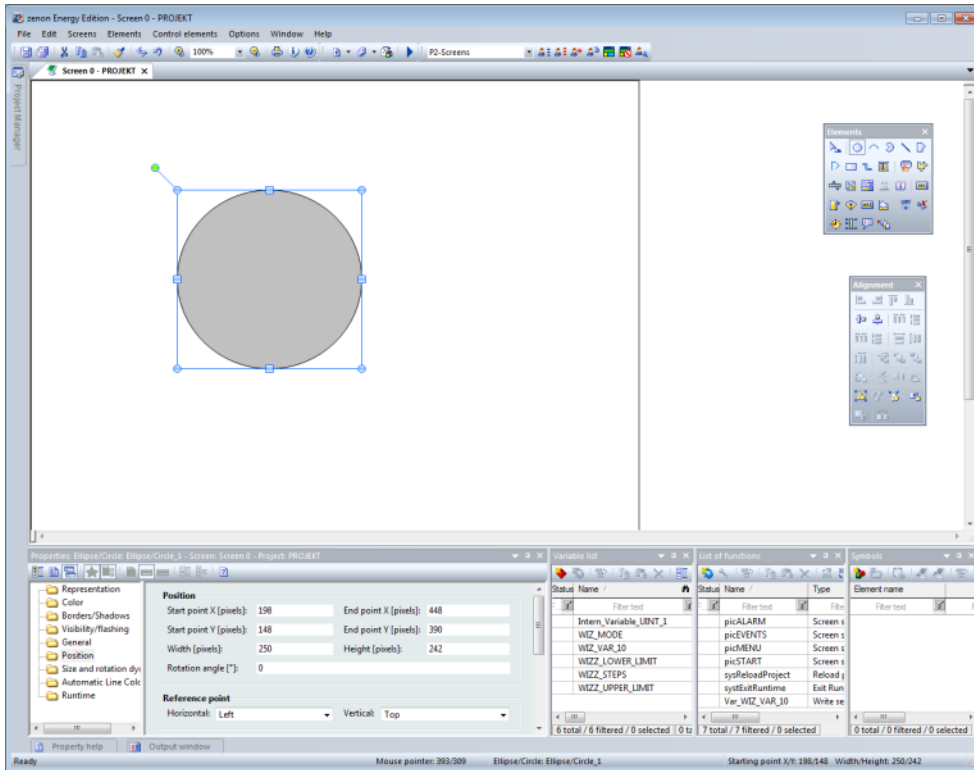 zenon Energy Edition - Screen 0 - PROJEKT
File Edit Screens Elements Control elements Options Window Help
100% P2-Screens
Screen 0 - PROJEKT
Project Manager
Elements
Alignment
Properties: Ellipse/Circle: Ellipse/Circle_1 - Screen: Screen 0 - Project: PROJEKT
Representation
Color
Borders/Shadows
Visibility/flashing
General
Position
Size and rotation dy
Automatic Line Colo
Runtime
Position
Start point X [pixels]: 198 End point X [pixels]: 448
Start point Y [pixels]: 148 End point Y [pixels]: 390
Width [pixels]: 250 Height [pixels]: 242
Rotation angle [°]: 0
Reference point
Horizontal: Left Vertical: Top
Variable list
Status Name
Filter text
Intern_Variable_UINT_1
WIZ_MODE
WIZ_VAR_10
WIZZ_LOWER_LIMIT
WIZZ_STEPS
WIZZ_UPPER_LIMIT
6 total / 6 filtered / 0 selected
List of functions
Status Name Type
Filter text Filte
picALARM Screen s
picEVENTS Screen s
picMENU Screen s
picSTART Screen s
sysReloadProject Reload p
systExitRuntime Exit Run
Var_WIZ_VAR_10 Write se
7 total / 7 filtered / 0 selected
Symbols
Element name
Filter text
0 total / 0 filtered / 0 selected
Property help Output window
Ready Mouse pointer: 393/309 Ellipse/Circle: Ellipse/Circle_1 Starting point X/Y: 198/148 Width/Height: 250/242